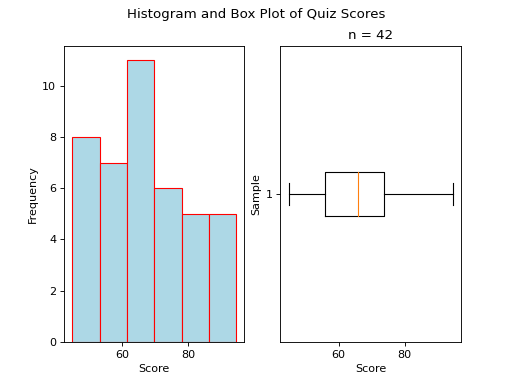 Histogram and Box Plot of Quiz Scores
n = 42
Frequency
10
8
6
4
2
0
60 80
Score
Sample
1
60 80
Score